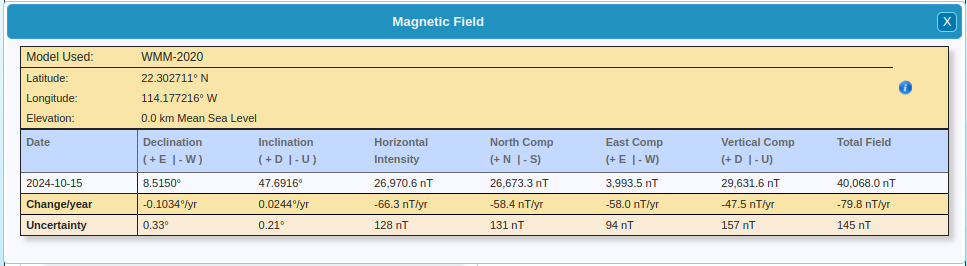 Magnetic Field X
Model Used: WMM-2020
Latitude: 22.302711° N
Longitude: 114.177216° W
Elevation: 0.0 km Mean Sea Level
Date Declination Inclination Horizontal North Comp East Comp Vertical Comp Total Field
( + E | - W ) ( + D | - U ) Intensity (+ N | - S) (+ E | - W) (+ D | - U)
2024-10-15 8.5150° 47.6916° 26,970.6 nT 26,673.3 nT 3,993.5 nT 29,631.6 nT 40,068.0 nT
Change/year -0.1034°/yr 0.0244°/yr -66.3 nT/yr -58.4 nT/yr -58.0 nT/yr -47.5 nT/yr -79.8 nT/yr
Uncertainty 0.33° 0.21° 128 nT 131 nT 94 nT 157 nT 145 nT